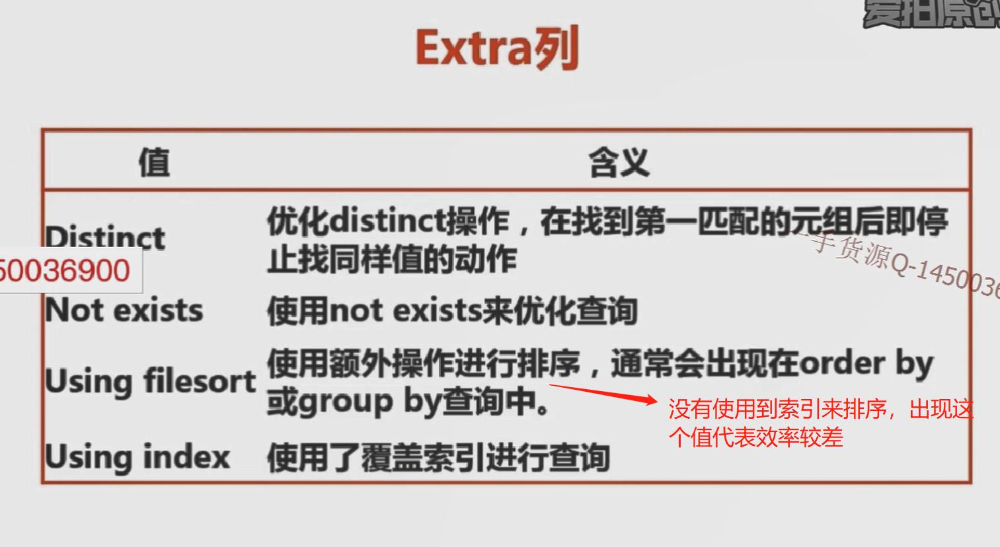 爱拍原创
Extra列
值 含义
Distinct
优化distinct操作，在找到第一匹配的元组后即停
止找同样值的动作
一手货源Q-1450036
50036900
Not exists 使用not exists来优化查询
Using filesort
使用额外操作进行排序，通常会出现在order by
或group by查询中。
没有使用到索引来排序，出现这
个值代表效率较差
Using index 使用了覆盖索引进行查询